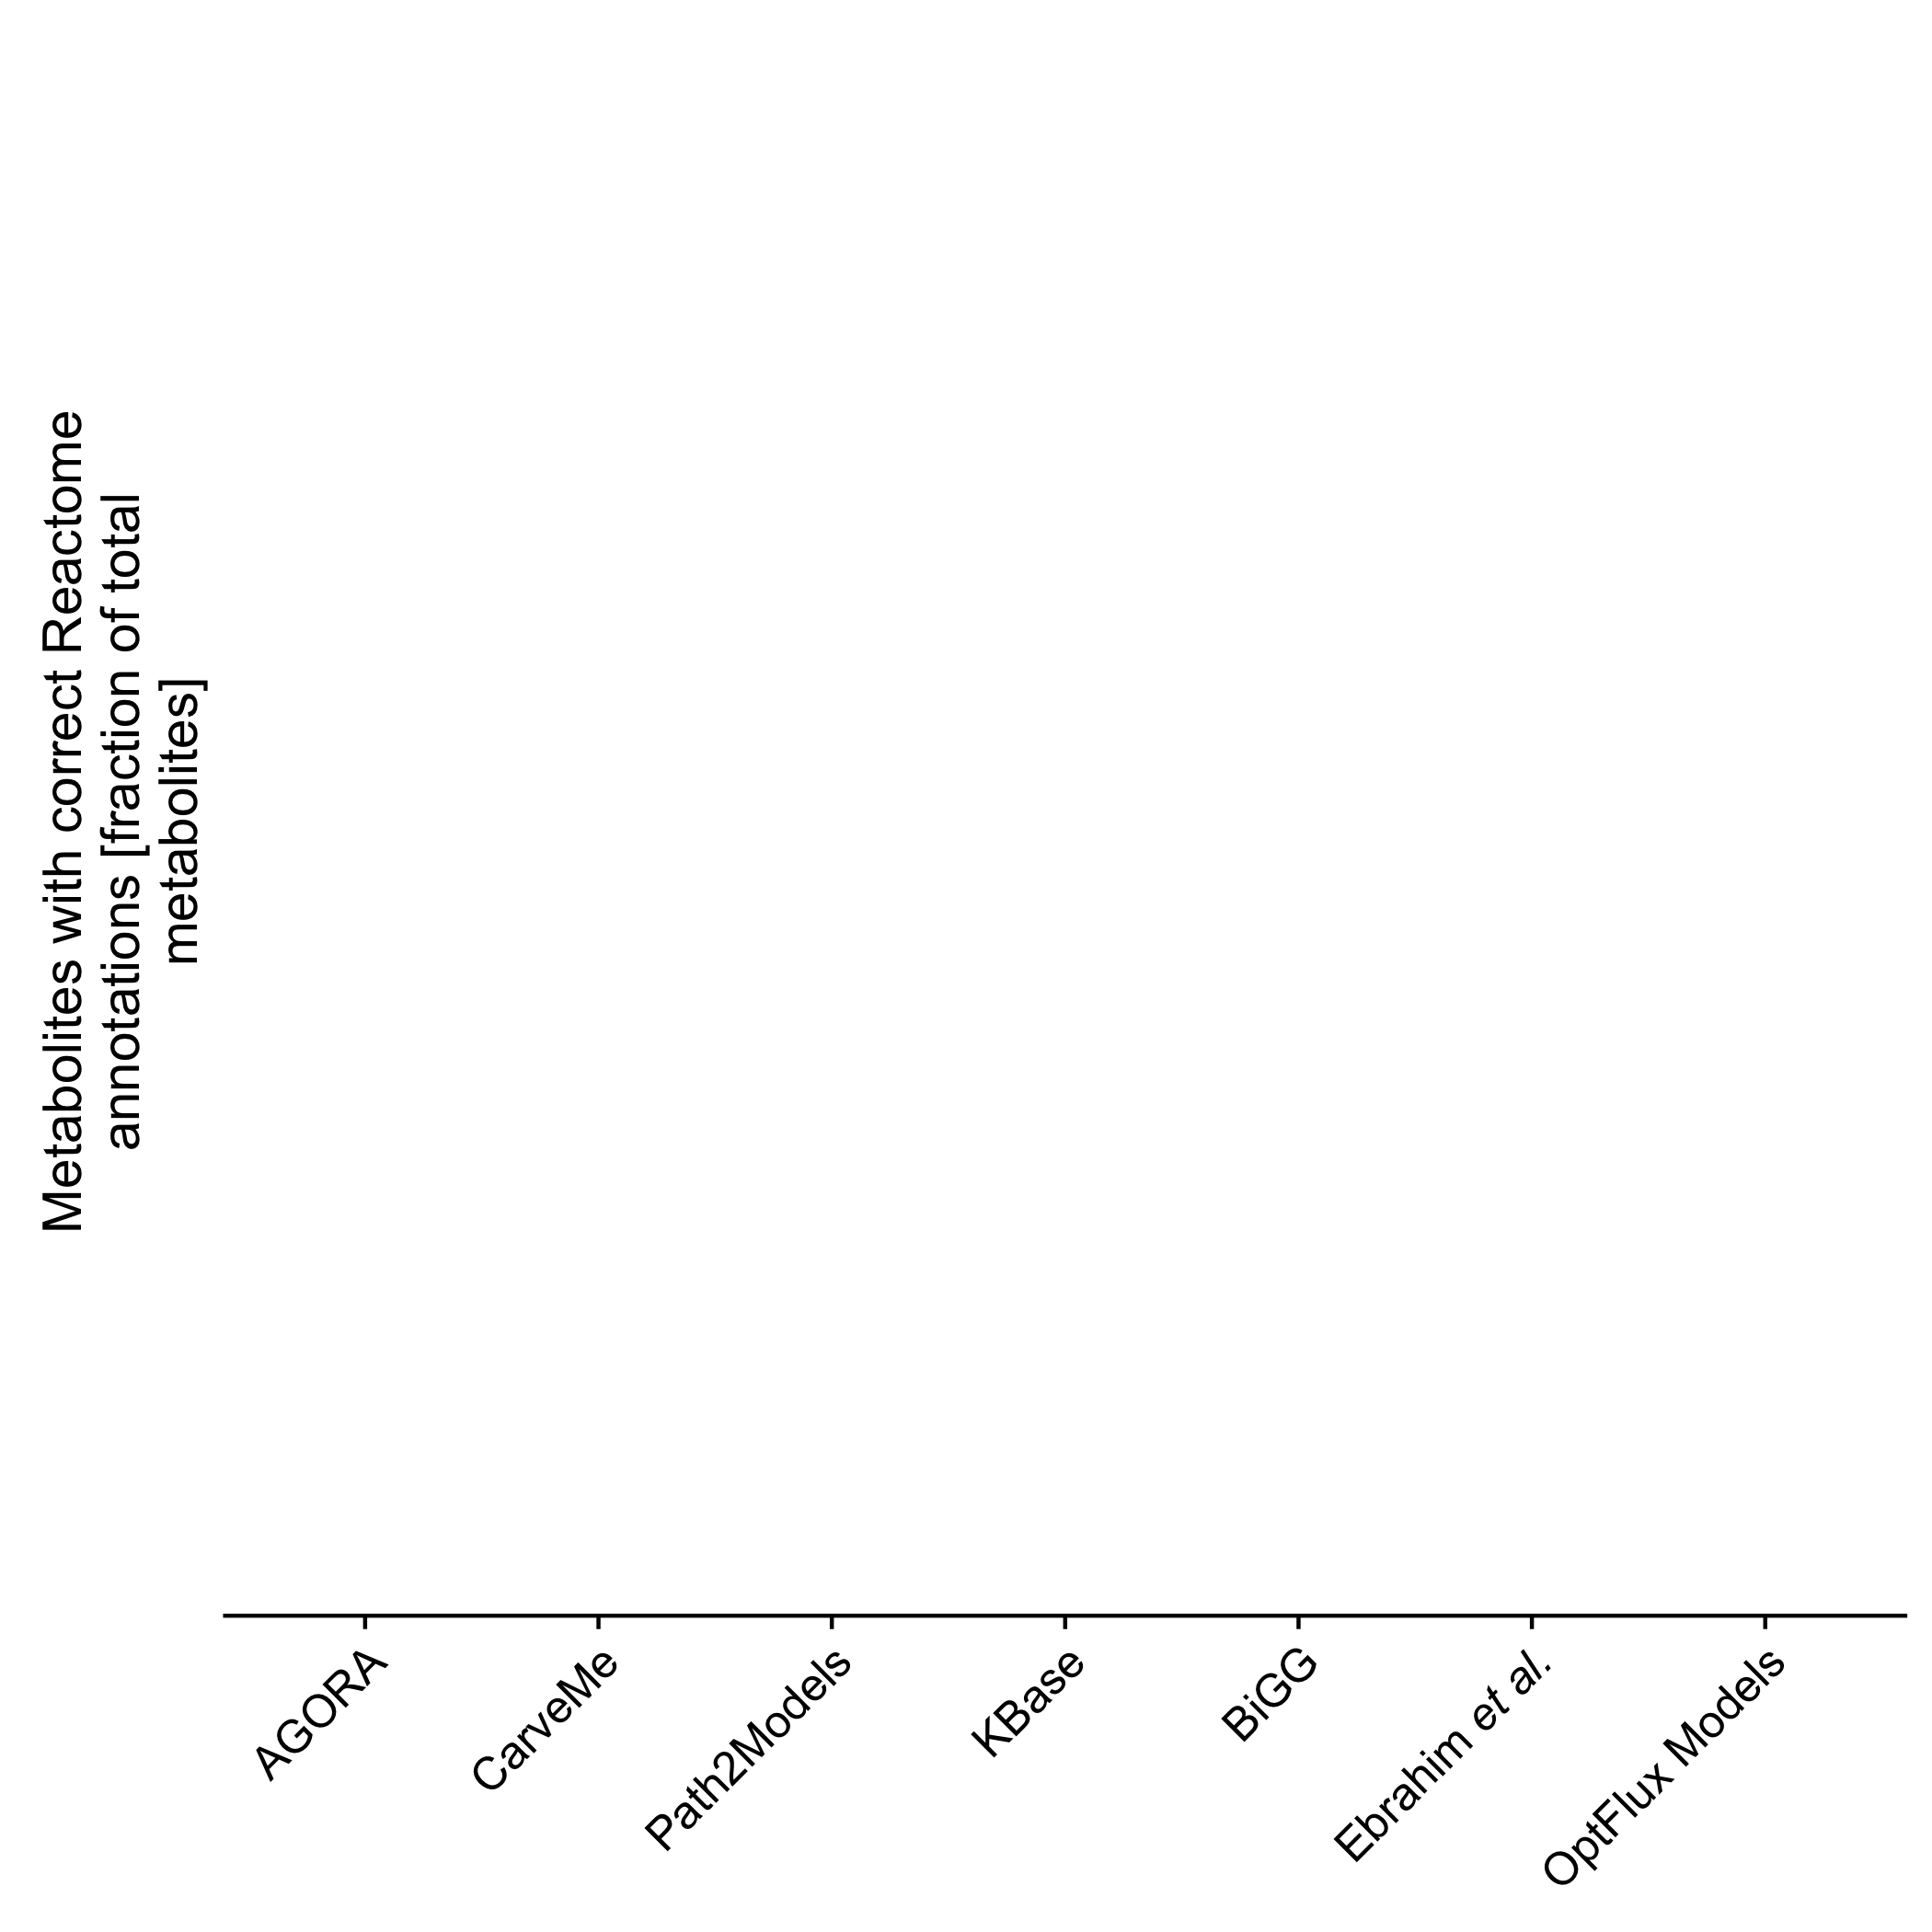 Metabolites with correct Reactome
annotations [fraction of total
metabolites]
AGORA
CarveMe
Path2Models
KBase
BiGG
Ebrahim et al.
OptFlux Models